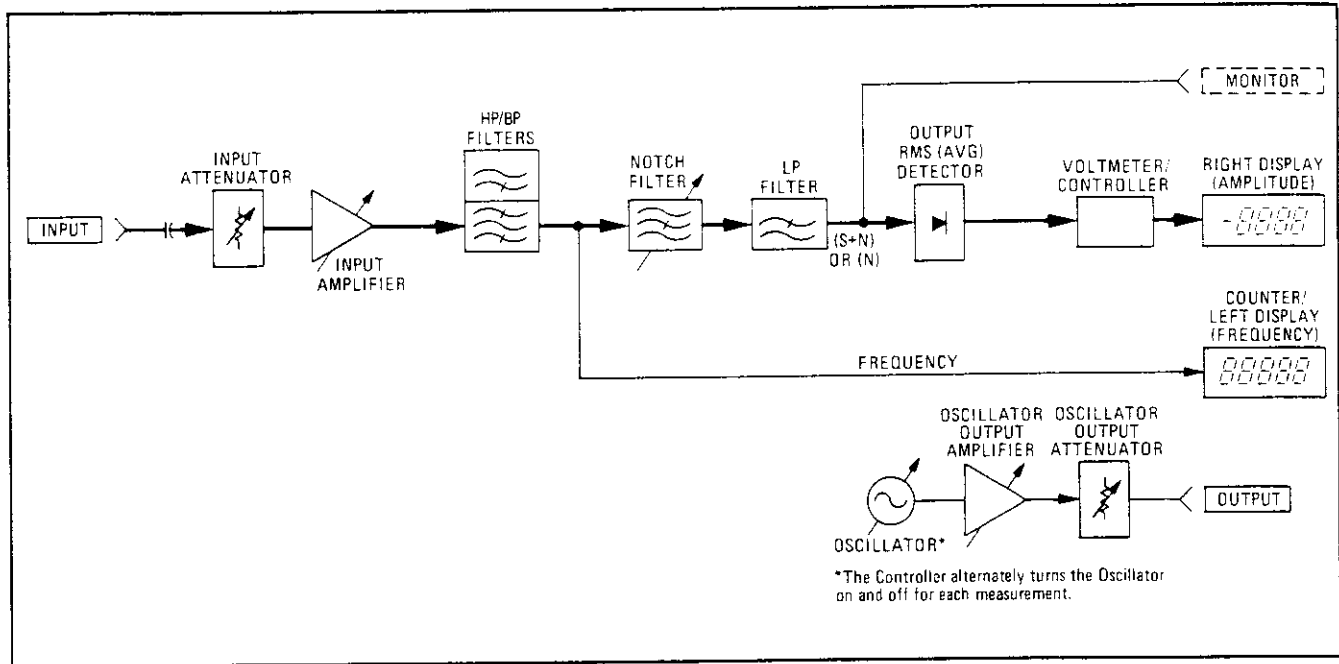 MONITOR
HP/BP
FILTERS
OUTPUT
RMS (AVG)
DETECTOR
INPUT
ATTENUATOR
NOTCH
FILTER
LP
FILTER
VOLTMETER/
CONTROLLER
RIGHT DISPLAY
(AMPLITUDE)
INPUT
-0000
(S+N)
OR (N)
INPUT
AMPLIFIER
COUNTER/
LEFT DISPLAY
(FREQUENCY)
FREQUENCY
88888
OSCILLATOR
OUTPUT
AMPLIFIER
OSCILLATOR
OUTPUT
ATTENUATOR
OUTPUT
OSCILLATOR*
*The Controller alternately turns the Oscillator
on and off for each measurement.